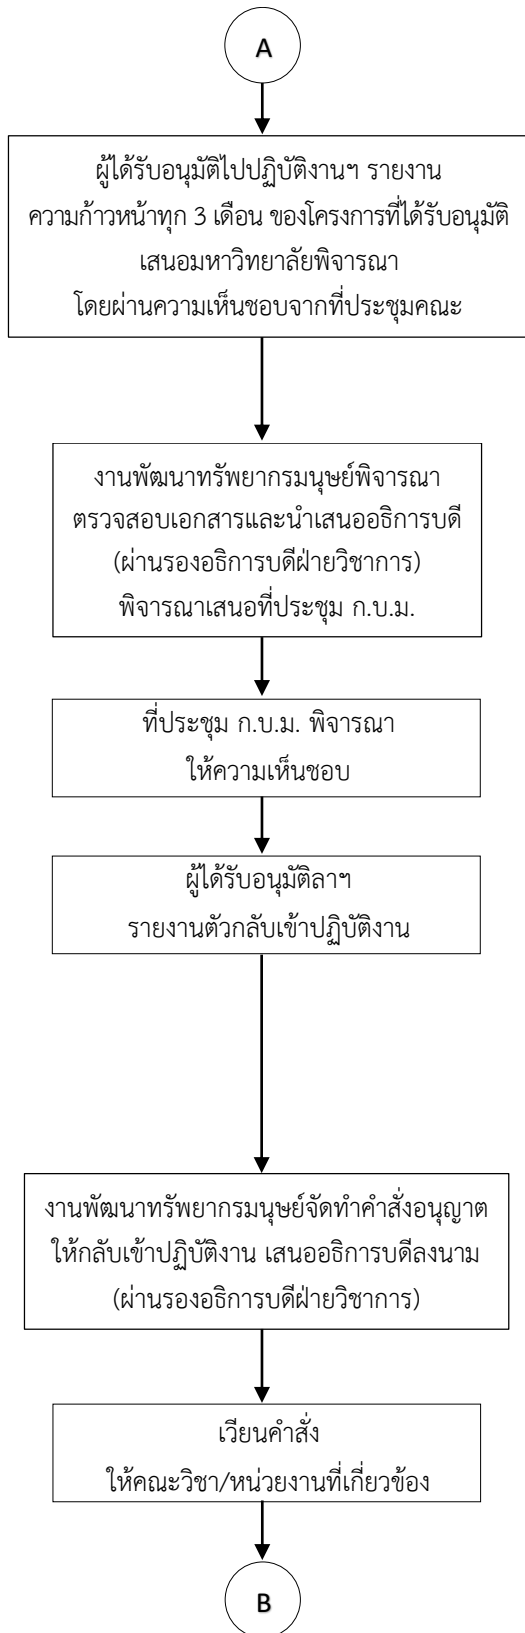 A
ผู้ได้รับอนุมัติไปปฏิบัติงานฯ รายงาน
ความก้าวหน้าทุก 3 เดือน ของโครงการที่ได้รับอนุมัติ
เสนอมหาวิทยาลัยพิจารณา
โดยผ่านความเห็นชอบจากที่ประชุมคณะ
งานพัฒนาทรัพยากรมนุษย์พิจารณา
ตรวจสอบเอกสารและนำเสนออธิการบดี
(ผ่านรองอธิการบดีฝ่ายวิชาการ)
พิจารณาเสนอที่ประชุม ก.บ.ม.
ที่ประชุม ก.บ.ม. พิจารณา
ให้ความเห็นชอบ
ผู้ได้รับอนุมัติลาฯ
รายงานตัวกลับเข้าปฏิบัติงาน
งานพัฒนาทรัพยากรมนุษย์จัดทำคำสั่งอนุญาต
ให้กลับเข้าปฏิบัติงาน เสนออธิการบดีลงนาม
(ผ่านรองอธิการบดีฝ่ายวิชาการ)
เวียนคำสั่ง
ให้คณะวิชา/หน่วยงานที่เกี่ยวข้อง
B